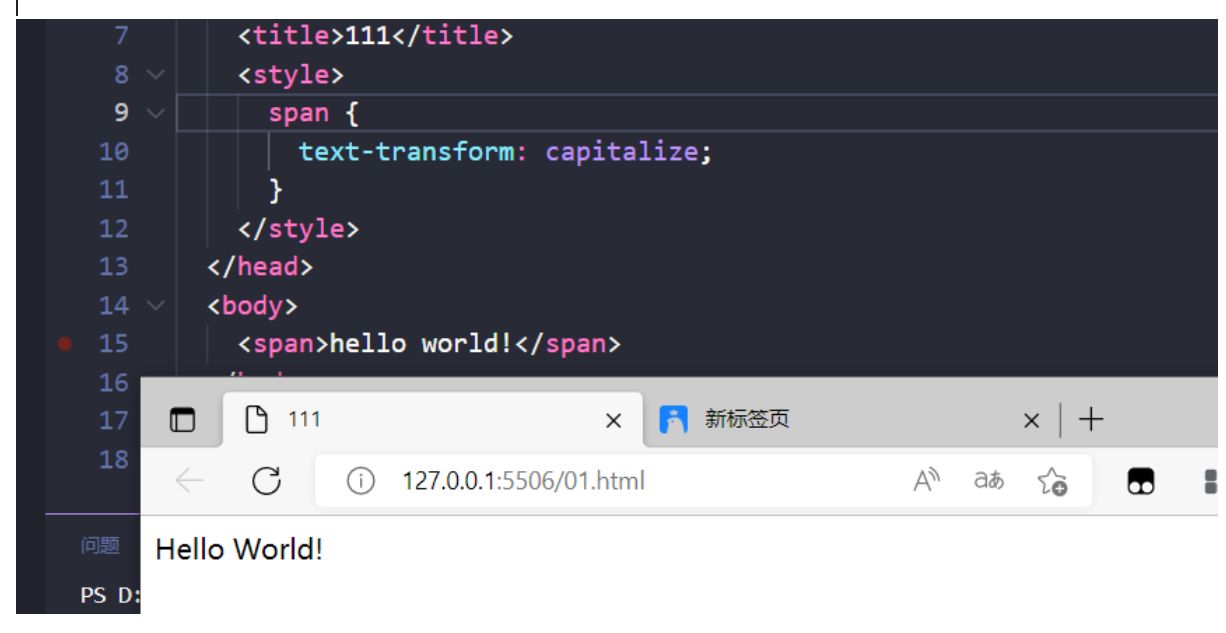 7 <title>111</title>
8 <style>
9 span {
10 text-transform: capitalize;
11 }
12 </style>
13 </head>
14 <body>
15 <span>hello world!</span>
16
17 111 新标签页
18 127.0.0.1:5506/01.html
问题 Hello World!
PS D: